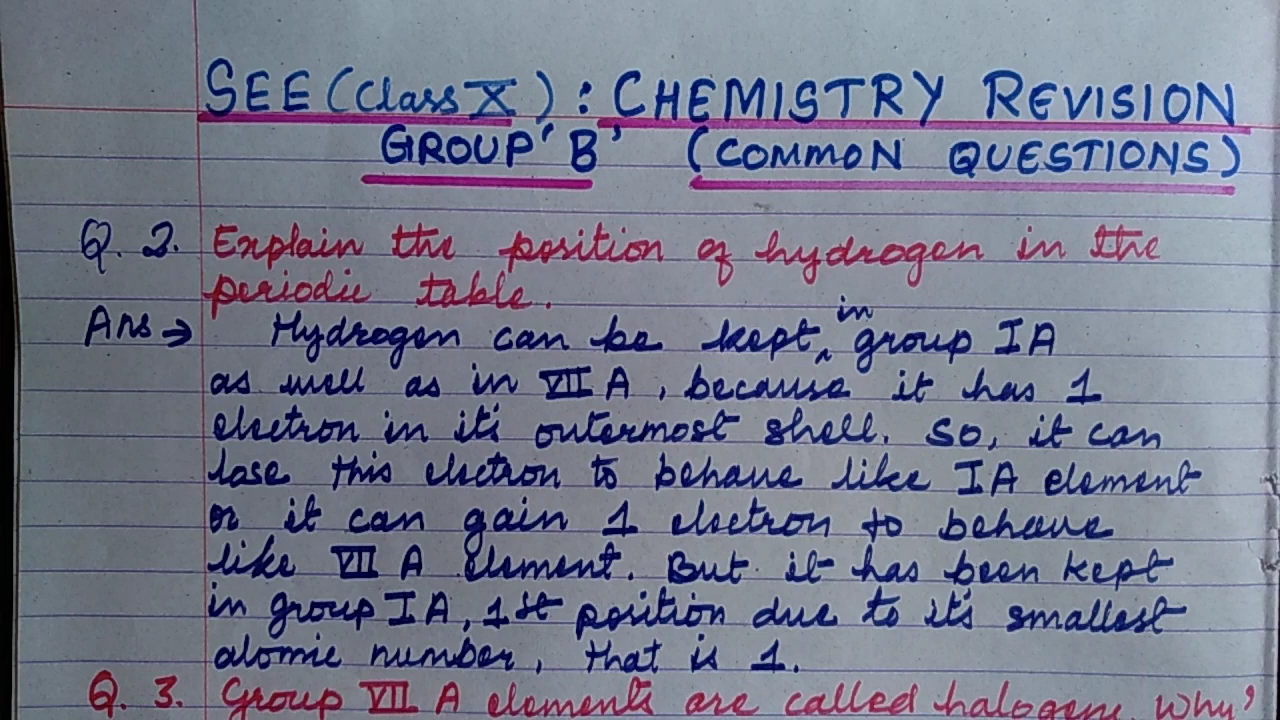 SEE (Class X) : CHEMISTRY REVISION
GROUP 'B' (COMMON QUESTIONS)
Q. 2. Explain the position of hydrogen in the
periodic table.
Ans → Hydrogen can be kept in group IA
as well as in VII A, because it has 1
electron in it's outermost shell. So, it can
lose this electron to behave like IA element
or it can gain 1 electron to behave
like VII A element. But it has been kept
in group IA, 1st position due to it's smallest
atomic number, that is 1.
Q. 3. Group VII A elements are called halogens, Why?